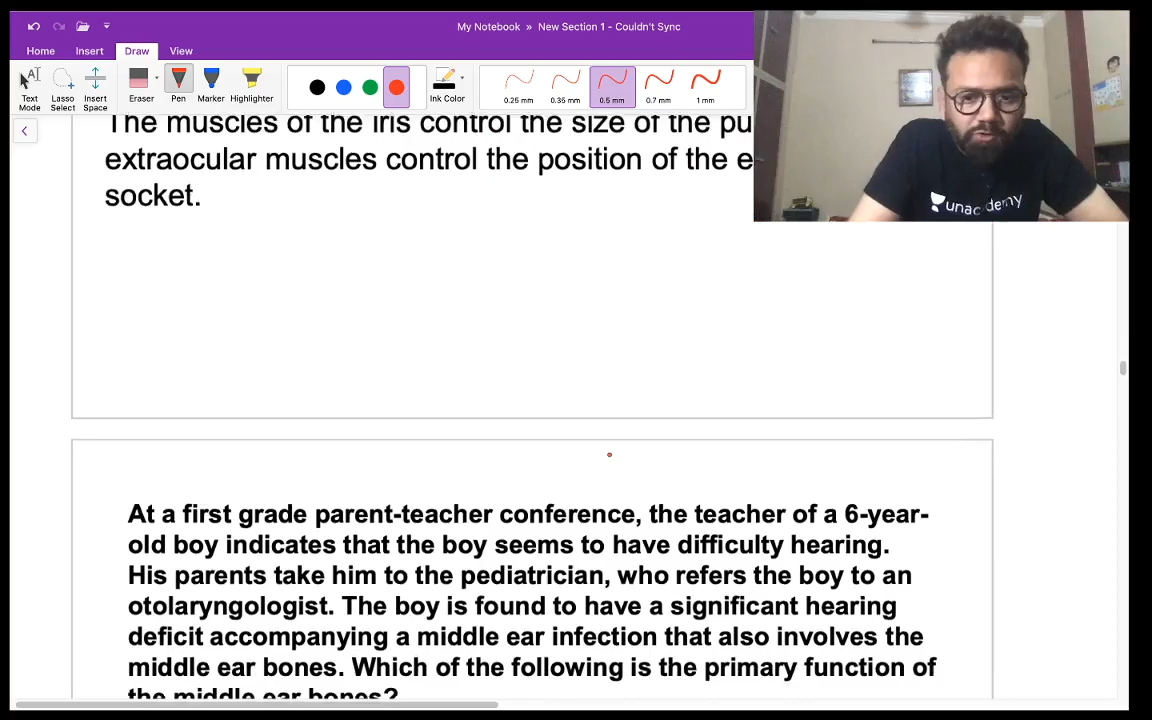 My Notebook » New Section 1 - Couldn't Sync
Home Insert Draw View
Text Mode
Lasso Select
Insert Space
Eraser
Pen
Marker
Highlighter
Ink Color
0.25 mm
0.35 mm
0.5 mm
0.7 mm
1 mm
unacademy
The muscles of the iris control the size of the pu
extraocular muscles control the position of the e
socket.
At a first grade parent-teacher conference, the teacher of a 6-year-
old boy indicates that the boy seems to have difficulty hearing.
His parents take him to the pediatrician, who refers the boy to an
otolaryngologist. The boy is found to have a significant hearing
deficit accompanying a middle ear infection that also involves the
middle ear bones. Which of the following is the primary function of
the middle ear bones?